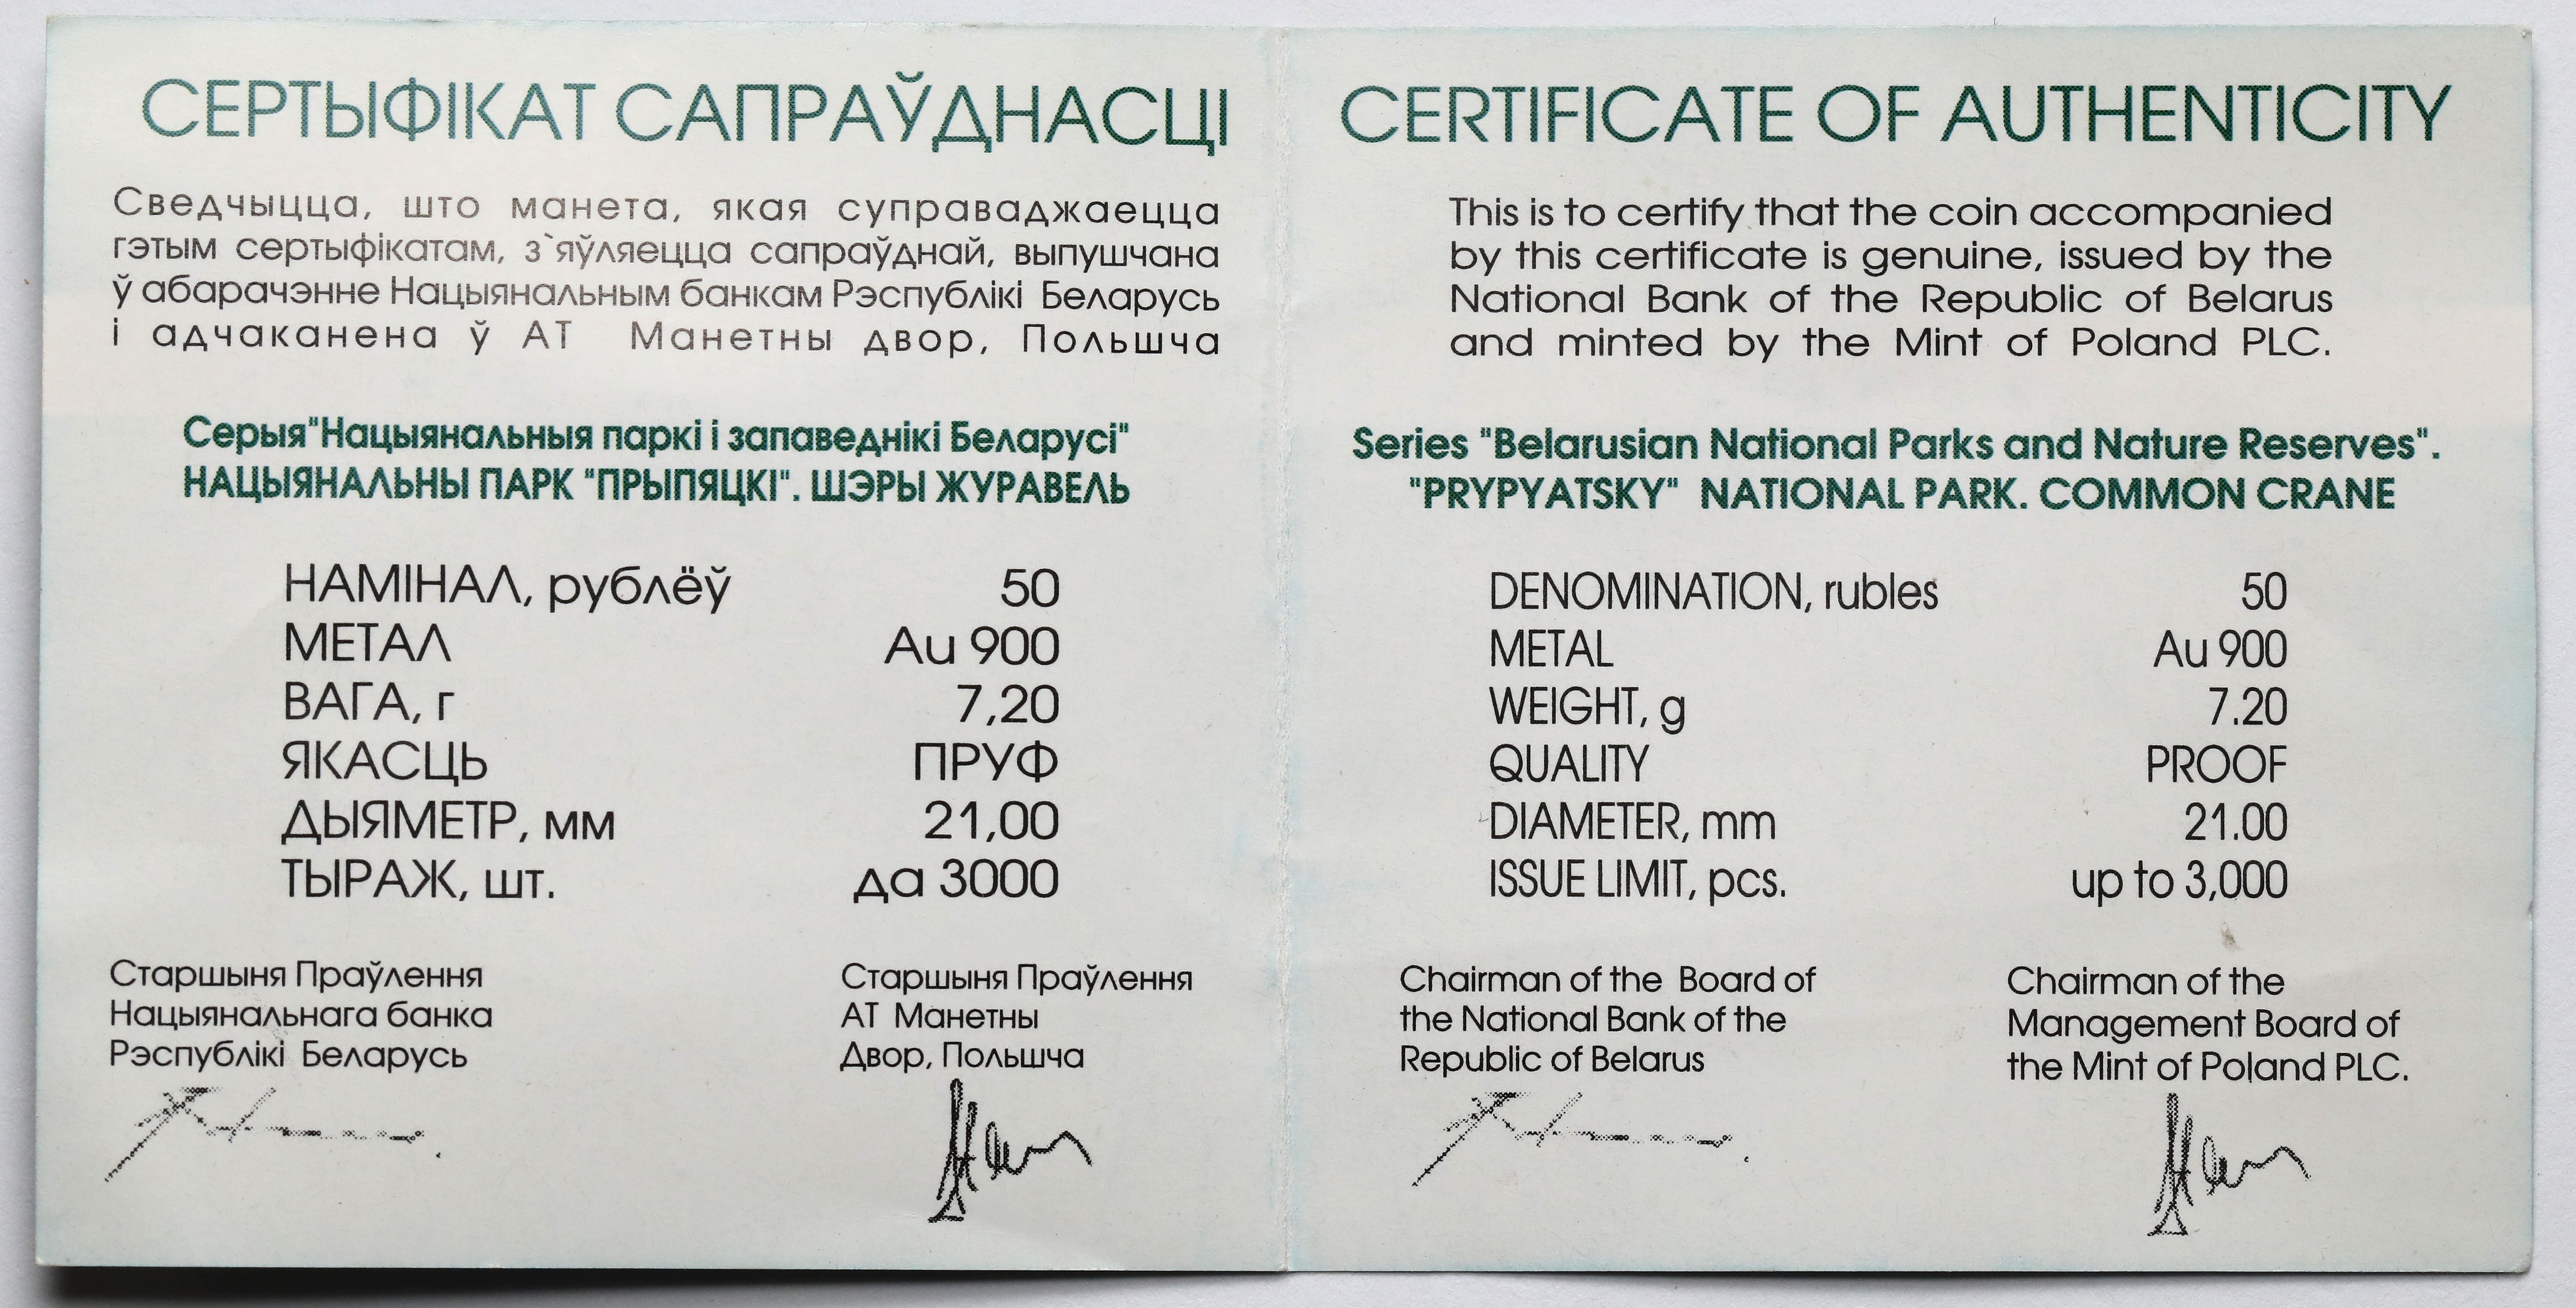 СЕРТЫФІКАТ САПРАЎДНАСЦІ
Сведчыцца, што манета, якая суправаджаецца
гэтым сертыфікатам, з`яўляецца сапраўднай, выпушчана
ў абарачэнне Нацыянальным банкам Рэспублікі Беларусь
і адчаканена ў АТ Манетны двор, Польшча
Серыя"Нацыянальныя паркі і запаведнікі Беларусі"
НАЦЫЯНАЛЬНЫ ПАРК "ПРЫПЯЦКІ". ШЭРЫ ЖУРАВЕЛЬ
НАМІНАЛ, рублёў 50
МЕТАЛ Au 900
ВАГА, г 7,20
ЯКАСЦЬ ПРУФ
ДЫЯМЕТР, мм 21,00
ТЫРАЖ, шт. да 3000
Старшыня Праўлення
Нацыянальнага банка
Рэспублікі Беларусь
Старшыня Праўлення
АТ Манетны
Двор, Польшча
CERTIFICATE OF AUTHENTICITY
This is to certify that the coin accompanied
by this certificate is genuine, issued by the
National Bank of the Republic of Belarus
and minted by the Mint of Poland PLC.
Series "Belarusian National Parks and Nature Reserves".
"PRYPYATSKY" NATIONAL PARK. COMMON CRANE
DENOMINATION, rubles 50
METAL Au 900
WEIGHT, g 7.20
QUALITY PROOF
DIAMETER, mm 21.00
ISSUE LIMIT, pcs. up to 3,000
Chairman of the Board of
the National Bank of the
Republic of Belarus
Chairman of the
Management Board of
the Mint of Poland PLC.